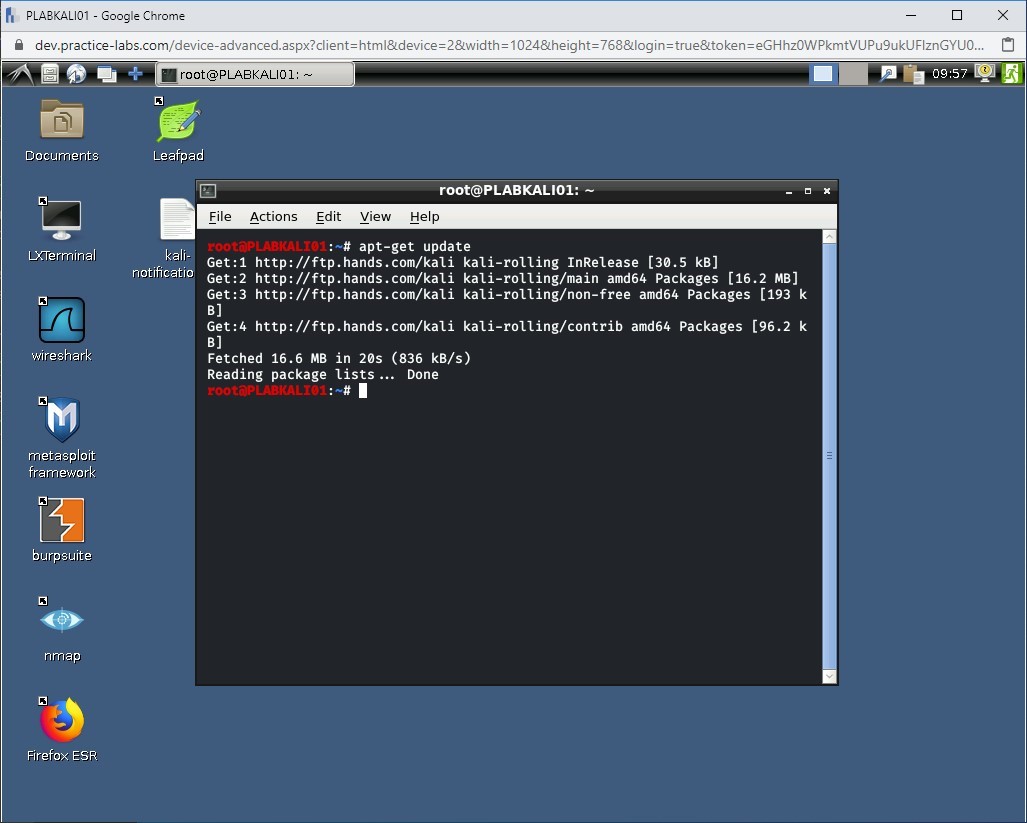 PLABKALI01 - Google Chrome
dev.practice-labs.com/device-advanced.aspx?client=html&device=2&width=1024&height=768&login=true&token=eGHhz0WPkmtVUPu9ukUFlznGYU0...
root@PLABKALI01: ~
09:57
Documents
Leafpad
LXTerminal
kali-
notificatio
wireshark
metasploit
framework
burpsuite
nmap
Firefox ESR
root@PLABKALI01: ~
File Actions Edit View Help
root@PLABKALI01:~# apt-get update
Get:1 http://ftp.hands.com/kali kali-rolling InRelease [30.5 kB]
Get:2 http://ftp.hands.com/kali kali-rolling/main amd64 Packages [16.2 MB]
Get:3 http://ftp.hands.com/kali kali-rolling/non-free amd64 Packages [193 k
B]
Get:4 http://ftp.hands.com/kali kali-rolling/contrib amd64 Packages [96.2 k
B]
Fetched 16.6 MB in 20s (836 kB/s)
Reading package lists... Done
root@PLABKALI01:~#